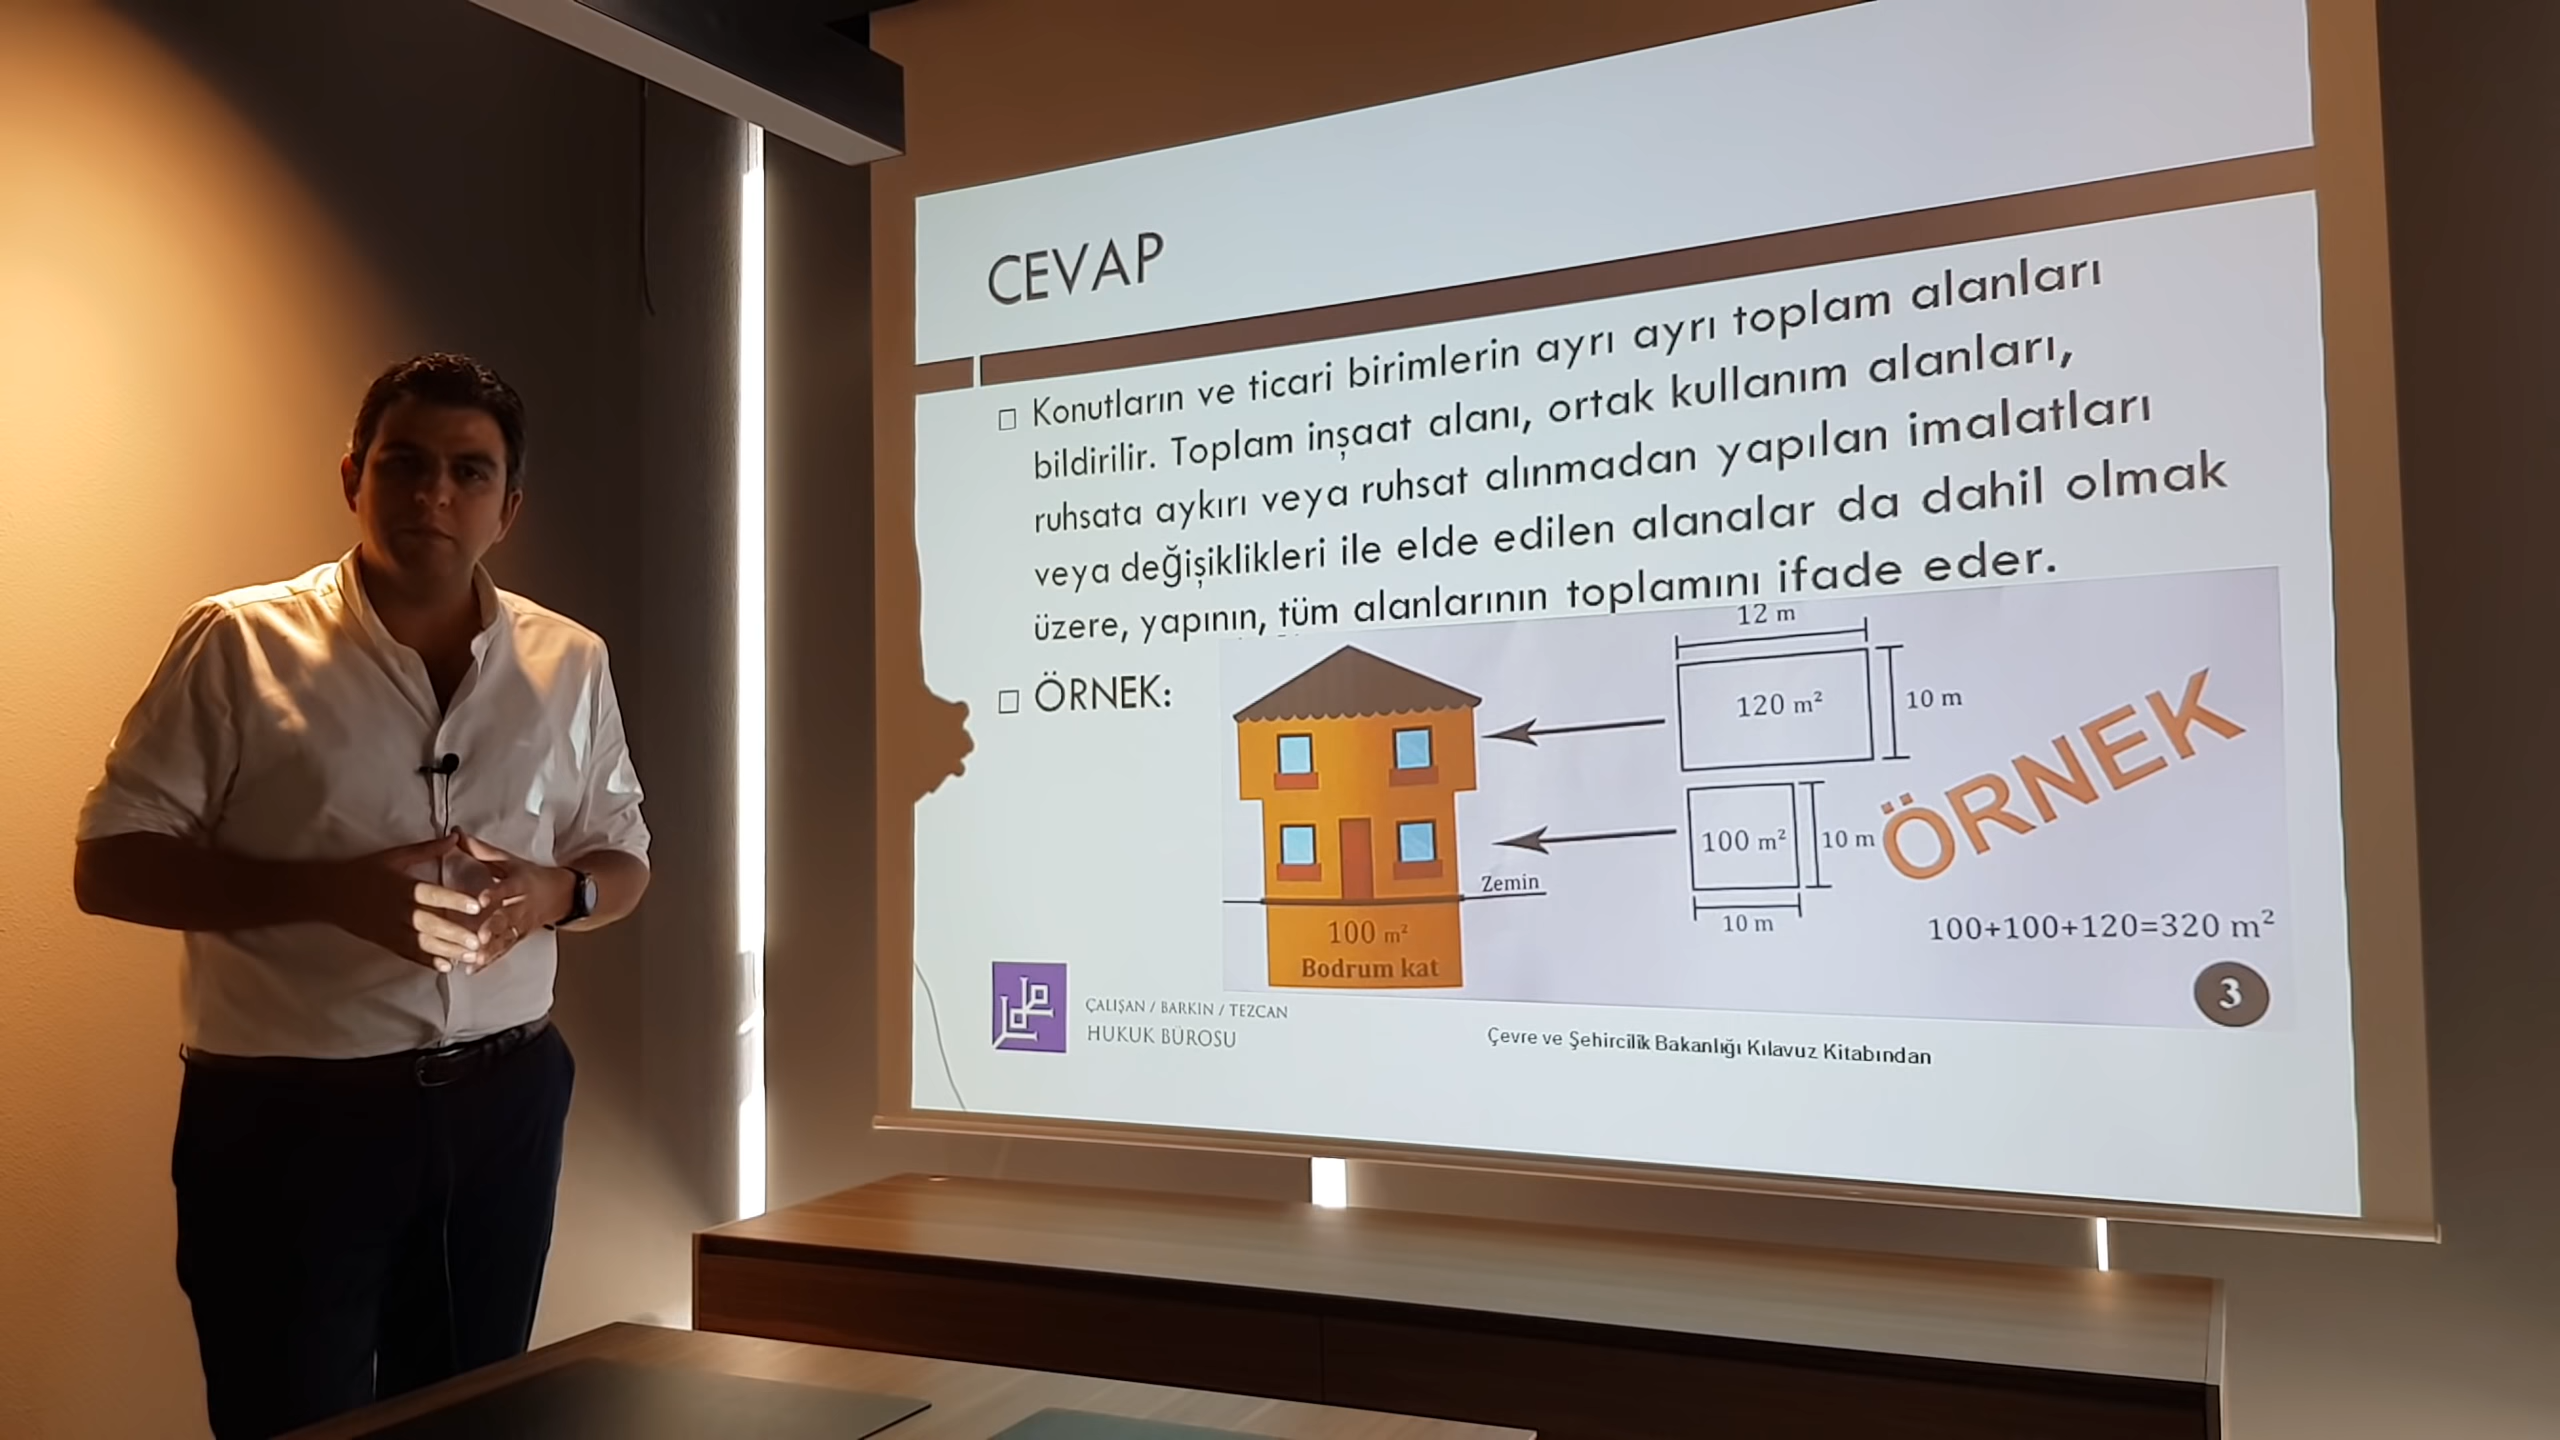 CEVAP
Konutların ve ticari birimlerin ayrı ayrı toplam alanları
bildirilir. Toplam inşaat alanı, ortak kullanım alanları,
ruhsata aykırı veya ruhsat alınmadan yapılan imalatları
veya değişiklikleri ile elde edilen alanalar da dahil olmak
üzere, yapının, tüm alanlarının toplamını ifade eder.
ÖRNEK:
12 m
120 m²
10 m
100 m²
10 m
10 m
Zemin
100 m²
Bodrum kat
ÖRNEK
100+100+120=320 m²
3
ÇALIŞAN / BARKIN / TEZCAN
HUKUK BÜROSU
Çevre ve Şehircilik Bakanlığı Kılavuz Kitabından